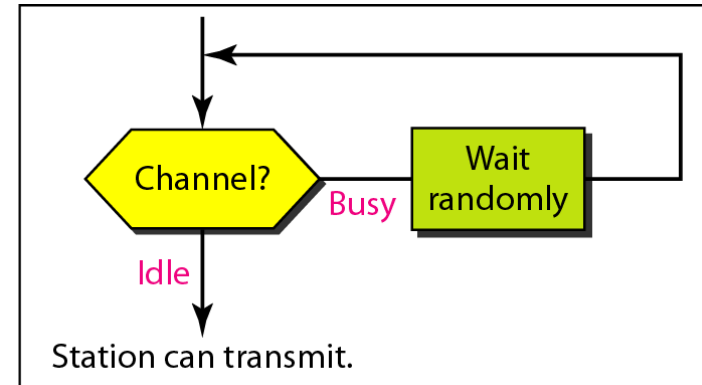 Channel?
Busy
Wait
randomly
Idle
Station can transmit.